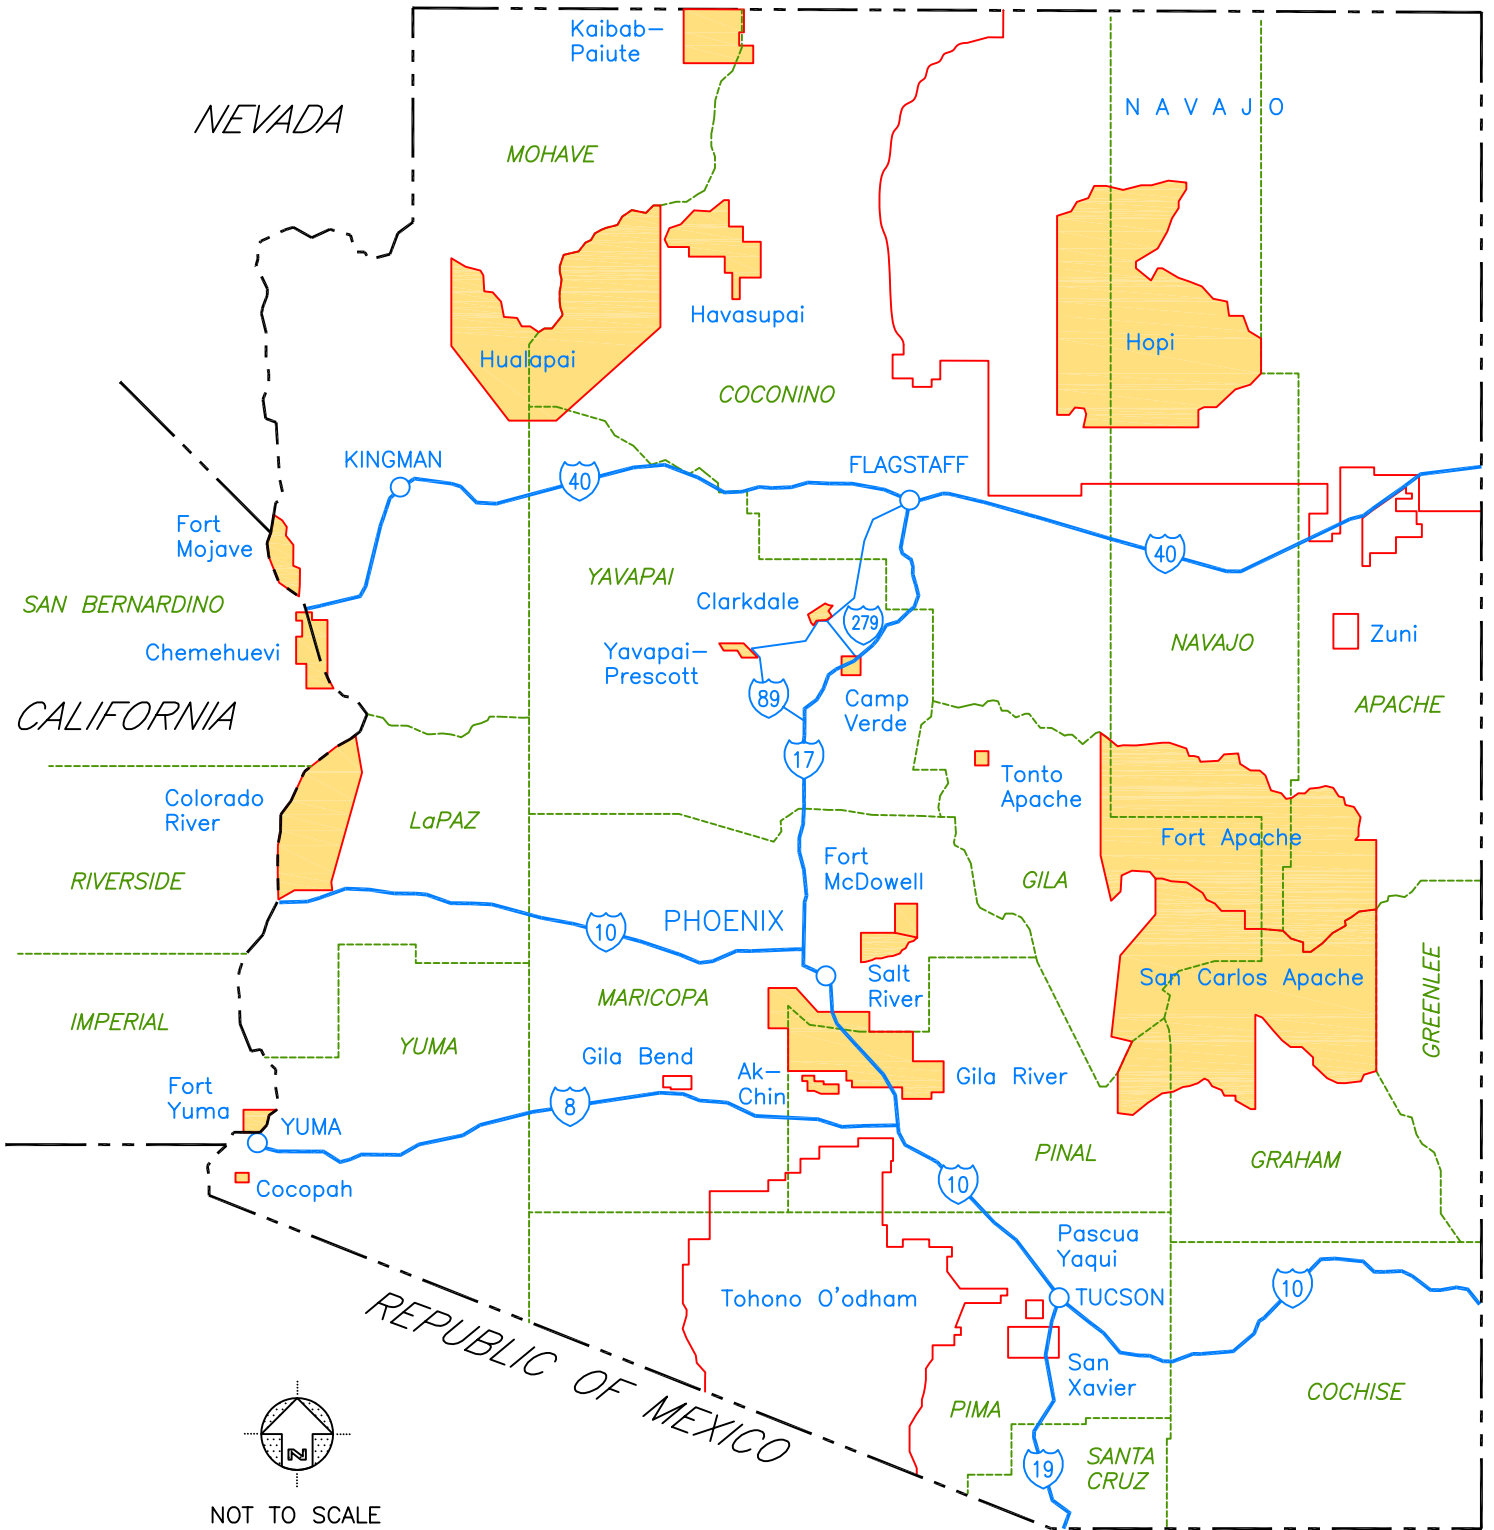 Kaibab-
Paiute
NEVADA
N A V A J O
MOHAVE
Havasupai
Hualapai
Hopi
COCONINO
KINGMAN
FLAGSTAFF
40
40
Fort
Mojave
YAVAPAI
SAN BERNARDINO
Clarkdale
279
Chemehuevi
Yavapai-
Prescott
NAVAJO
Zuni
89
Camp
Verde
CALIFORNIA
APACHE
17
Tonto
Apache
Colorado
River
LaPAZ
Fort Apache
Fort
McDowell
RIVERSIDE
GILA
PHOENIX
10
Salt
River
San Carlos Apache
GREENLEE
MARICOPA
IMPERIAL
YUMA
Gila Bend
Ak-
Chin
Gila River
Fort
Yuma
8
YUMA
PINAL
GRAHAM
Cocopah
10
Pascua
Yaqui
Tohono O'odham
TUCSON
10
REPUBLIC OF MEXICO
San
Xavier
COCHISE
PIMA
SANTA
CRUZ
19
N
NOT TO SCALE